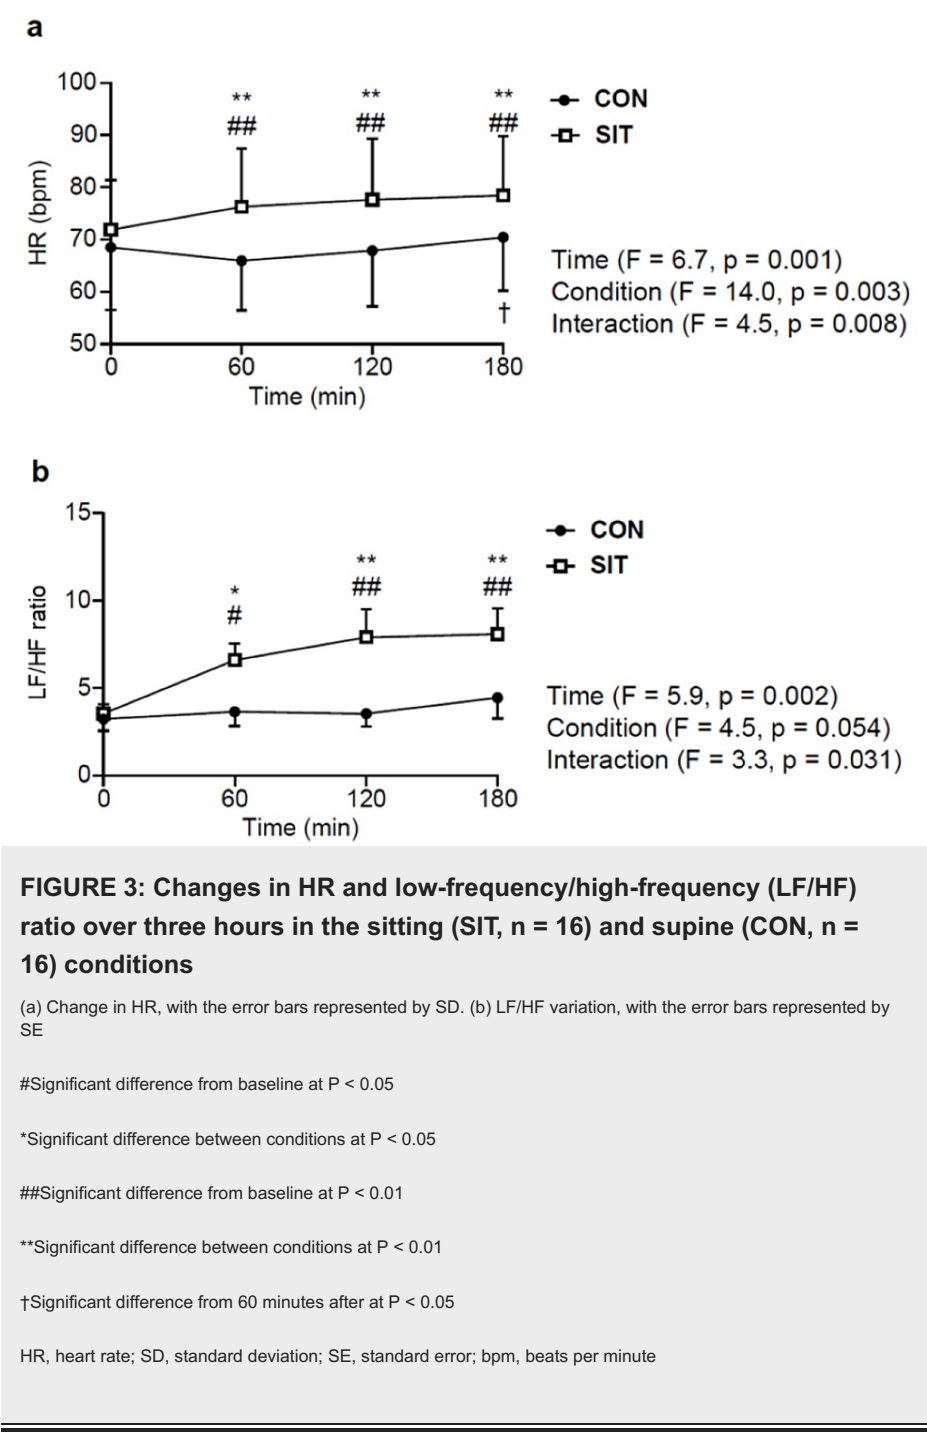 a
100
90
80
70
60
50
HR (bpm)
** ** **
## ## ##
†
0 60 120 180
Time (min)
CON
SIT
Time (F = 6.7, p = 0.001)
Condition (F = 14.0, p = 0.003)
Interaction (F = 4.5, p = 0.008)
b
15
10
5
0
LF/HF ratio
* ** **
# ## ##
0 60 120 180
Time (min)
CON
SIT
Time (F = 5.9, p = 0.002)
Condition (F = 4.5, p = 0.054)
Interaction (F = 3.3, p = 0.031)
FIGURE 3: Changes in HR and low-frequency/high-frequency (LF/HF)
ratio over three hours in the sitting (SIT, n = 16) and supine (CON, n =
16) conditions
(a) Change in HR, with the error bars represented by SD. (b) LF/HF variation, with the error bars represented by
SE
#Significant difference from baseline at P < 0.05
*Significant difference between conditions at P < 0.05
##Significant difference from baseline at P < 0.01
**Significant difference between conditions at P < 0.01
†Significant difference from 60 minutes after at P < 0.05
HR, heart rate; SD, standard deviation; SE, standard error; bpm, beats per minute